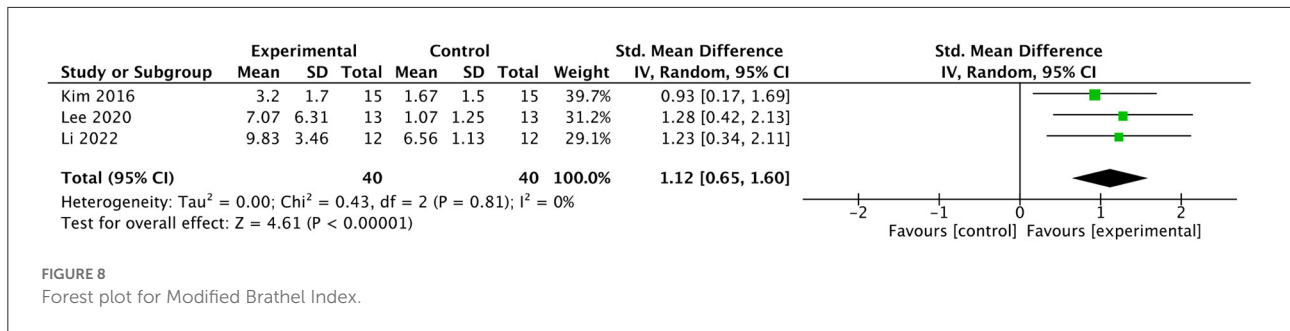 Experimental Control Std. Mean Difference Std. Mean Difference
Study or Subgroup Mean SD Total Mean SD Total Weight IV, Random, 95% CI IV, Random, 95% CI
Kim 2016 3.2 1.7 15 1.67 1.5 15 39.7% 0.93 [0.17, 1.69]
Lee 2020 7.07 6.31 13 1.07 1.25 13 31.2% 1.28 [0.42, 2.13]
Li 2022 9.83 3.46 12 6.56 1.13 12 29.1% 1.23 [0.34, 2.11]
Total (95% CI) 40 40 100.0% 1.12 [0.65, 1.60]
Heterogeneity: Tau² = 0.00; Chi² = 0.43, df = 2 (P = 0.81); I² = 0%
Test for overall effect: Z = 4.61 (P < 0.00001)
-2 -1 0 1 2
Favours [control] Favours [experimental]
FIGURE 8
Forest plot for Modified Brathel Index.